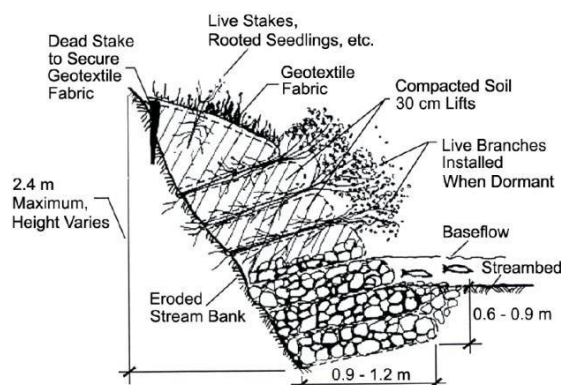 Live Stakes,
Rooted Seedlings, etc.
Dead Stake
to Secure
Geotextile
Fabric
Geotextile
Fabric
Compacted Soil
30 cm Lifts
Live Branches
Installed
When Dormant
2.4 m
Maximum,
Height Varies
Baseflow
Streambed
Eroded
Stream Bank
0.6 - 0.9 m
0.9 - 1.2 m